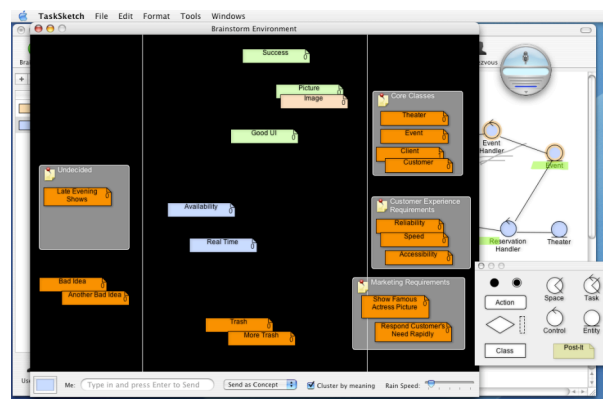 TaskSketch File Edit Format Tools Windows
Brainstorm Environment
Success
Picture
Image
Good UI
Core Classes
Theater
Event
Client
Customer
Undecided
Late Evening
Shows
Availability
Real Time
Customer Experience
Requirements
Reliability
Speed
Accessibility
Bad Idea
Another Bad Idea
Marketing Requirements
Show Famous
Actress Picture
Respond Customer's
Need Rapidly
Trash
More Trash
Event
Handler
Event
Reservation
Handler
Theater
Action
Space
Task
Control
Entity
Class
Post-It
Me:
Type in and press Enter to Send
Send as Concept
Cluster by meaning
Rain Speed: